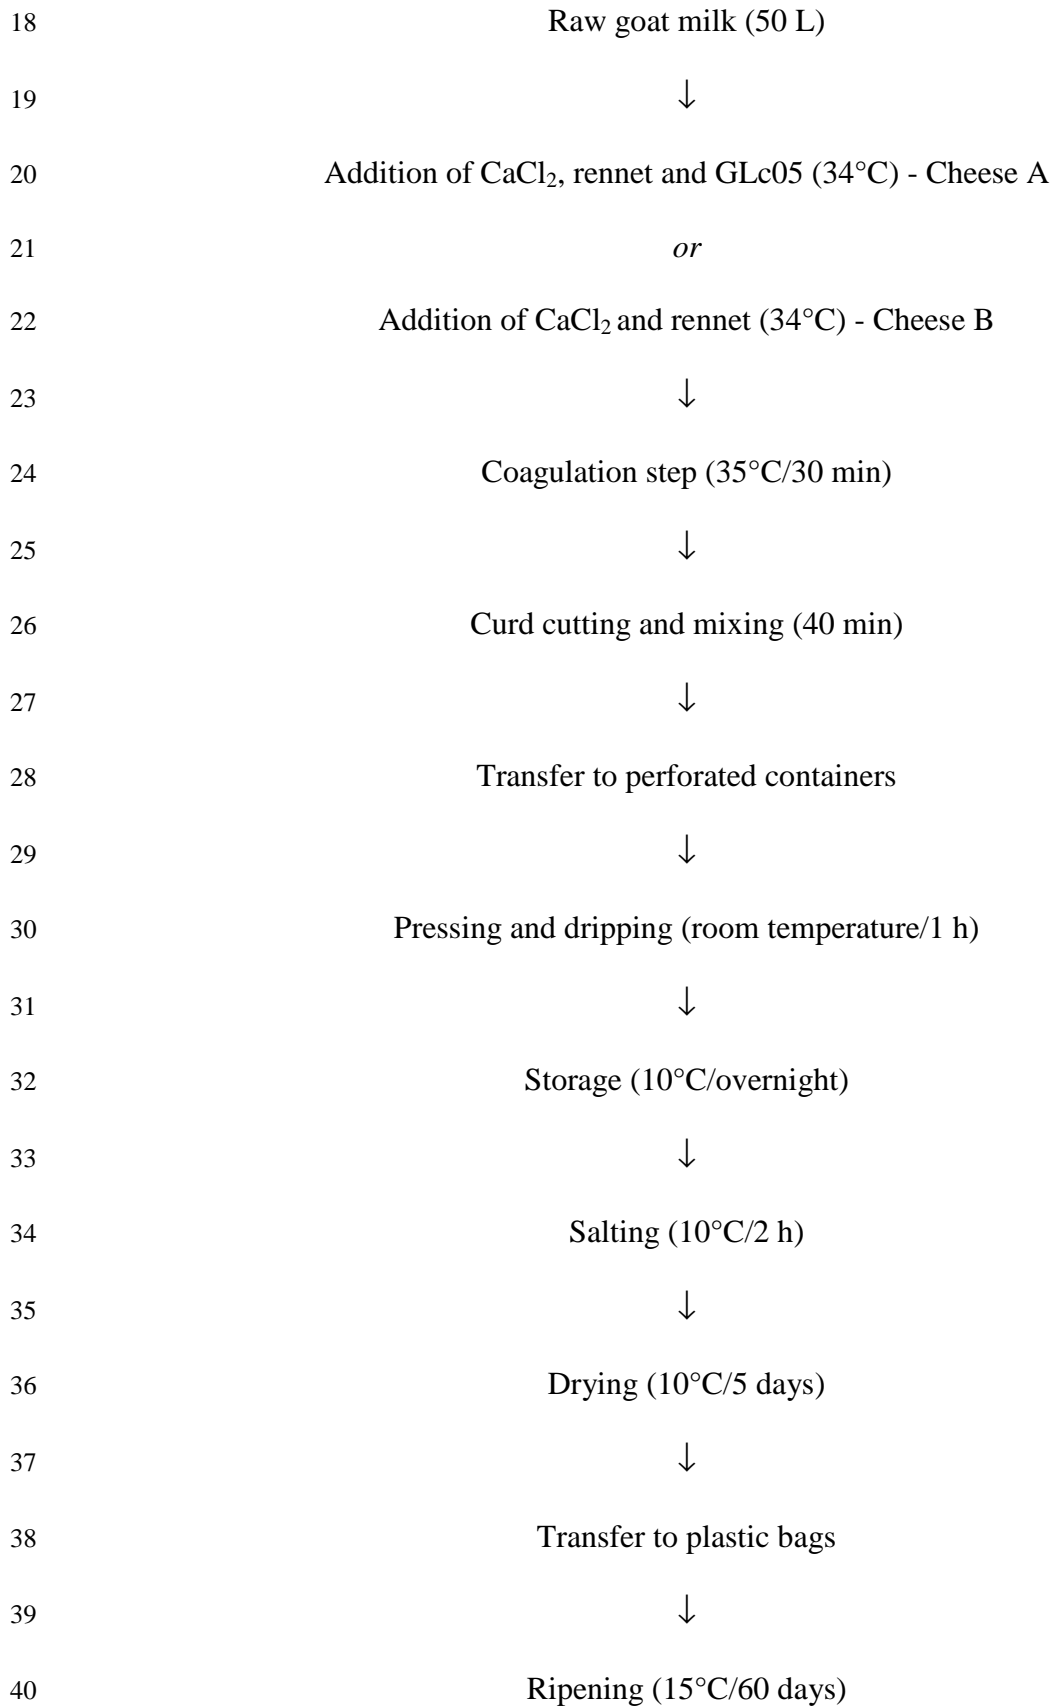 18 Raw goat milk (50 L)
19 ↓
20 Addition of CaCl₂, rennet and GLc05 (34°C) - Cheese A
21 or
22 Addition of CaCl₂ and rennet (34°C) - Cheese B
23 ↓
24 Coagulation step (35°C/30 min)
25 ↓
26 Curd cutting and mixing (40 min)
27 ↓
28 Transfer to perforated containers
29 ↓
30 Pressing and dripping (room temperature/1 h)
31 ↓
32 Storage (10°C/overnight)
33 ↓
34 Salting (10°C/2 h)
35 ↓
36 Drying (10°C/5 days)
37 ↓
38 Transfer to plastic bags
39 ↓
40 Ripening (15°C/60 days)